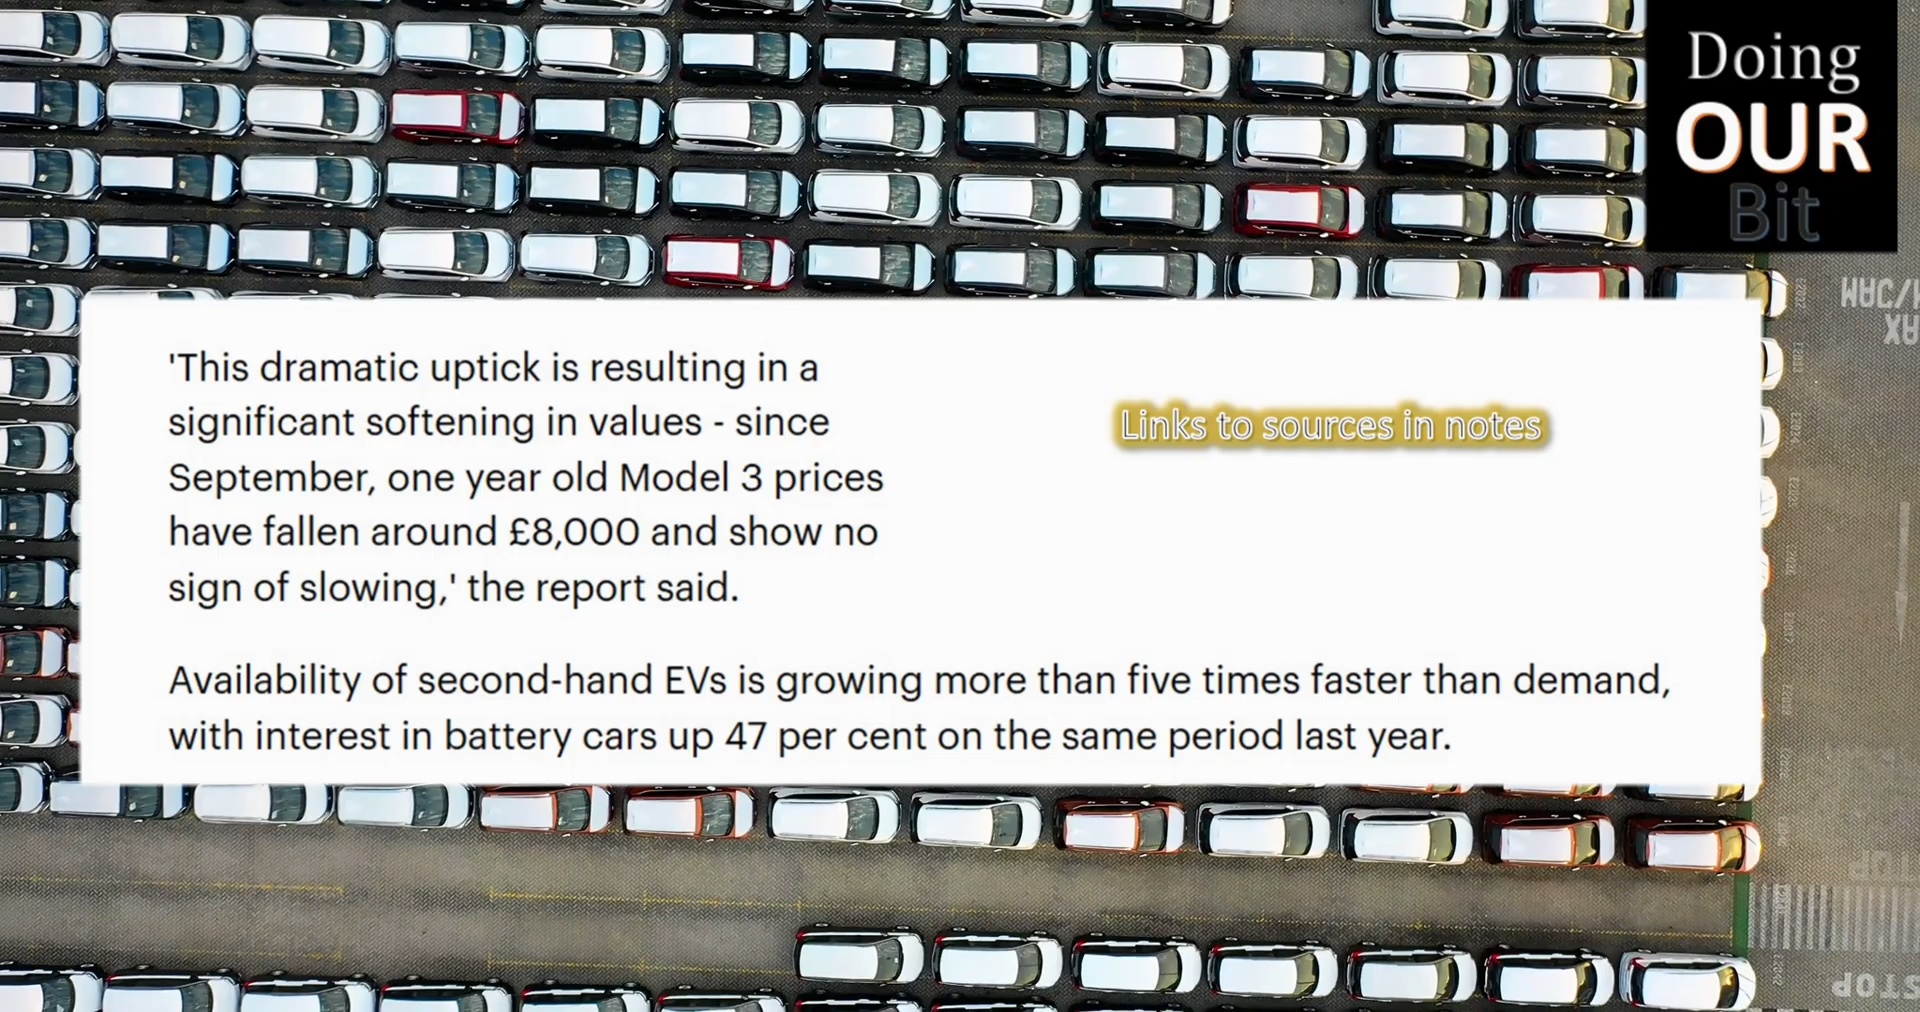 Doing
OUR
Bit
'This dramatic uptick is resulting in a
significant softening in values - since
September, one year old Model 3 prices
have fallen around £8,000 and show no
sign of slowing,' the report said.
Links to sources in notes
Availability of second-hand EVs is growing more than five times faster than demand,
with interest in battery cars up 47 per cent on the same period last year.
STOP